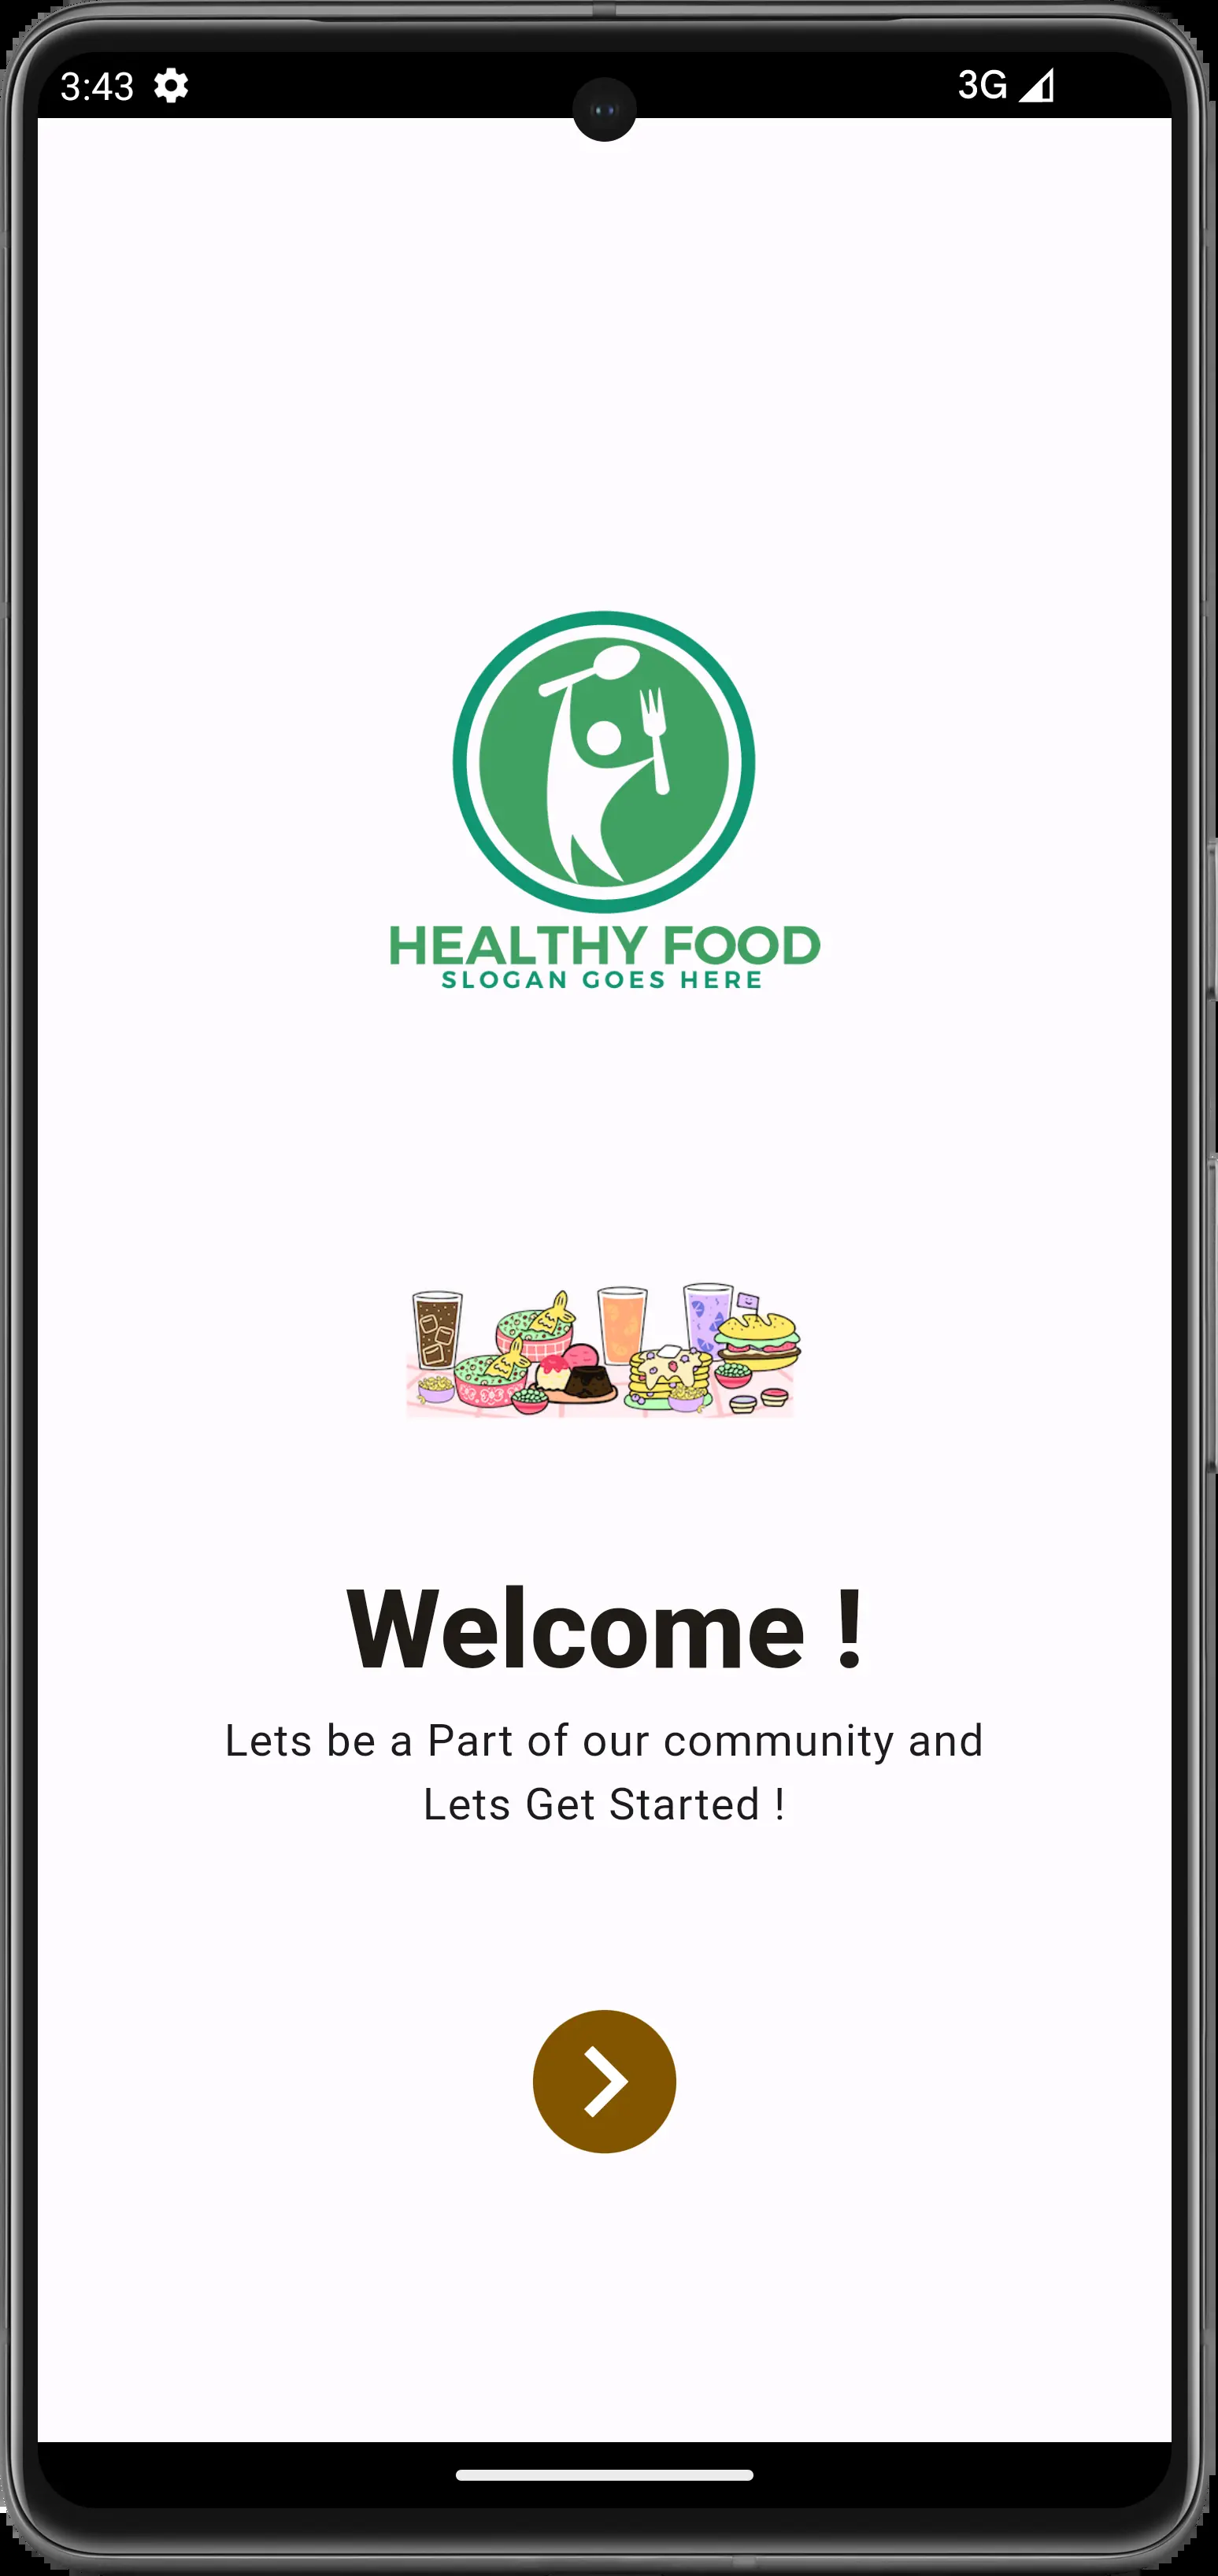 3:43
3G
HEALTHY FOOD
SLOGAN GOES HERE
Welcome !
Lets be a Part of our community and
Lets Get Started !